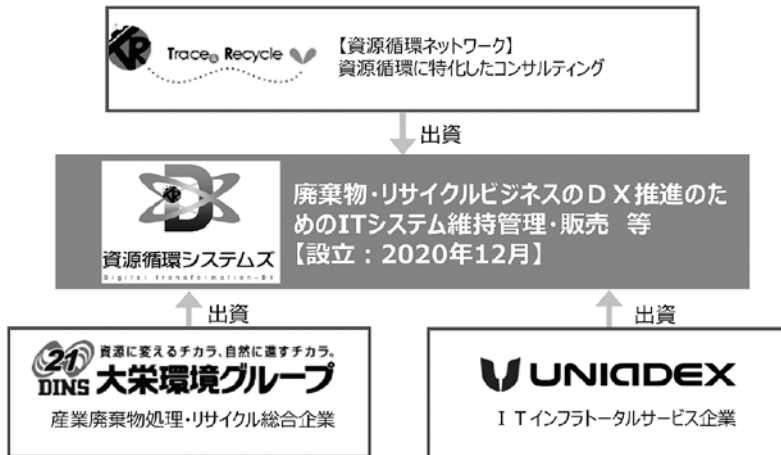 Trace Recycle
【資源循環ネットワーク】
資源循環に特化したコンサルティング
出資
資源循環システムズ
Digital transformation-DX
廃棄物・リサイクルビジネスのDX推進のた
めのITシステム維持管理・販売 等
【設立：2020年12月】
出資
出資
21
DINS
資源に変えるチカラ、自然に還すチカラ。
大栄環境グループ
産業廃棄物処理・リサイクル総合企業
UNIADEX
ITインフラトータルサービス企業